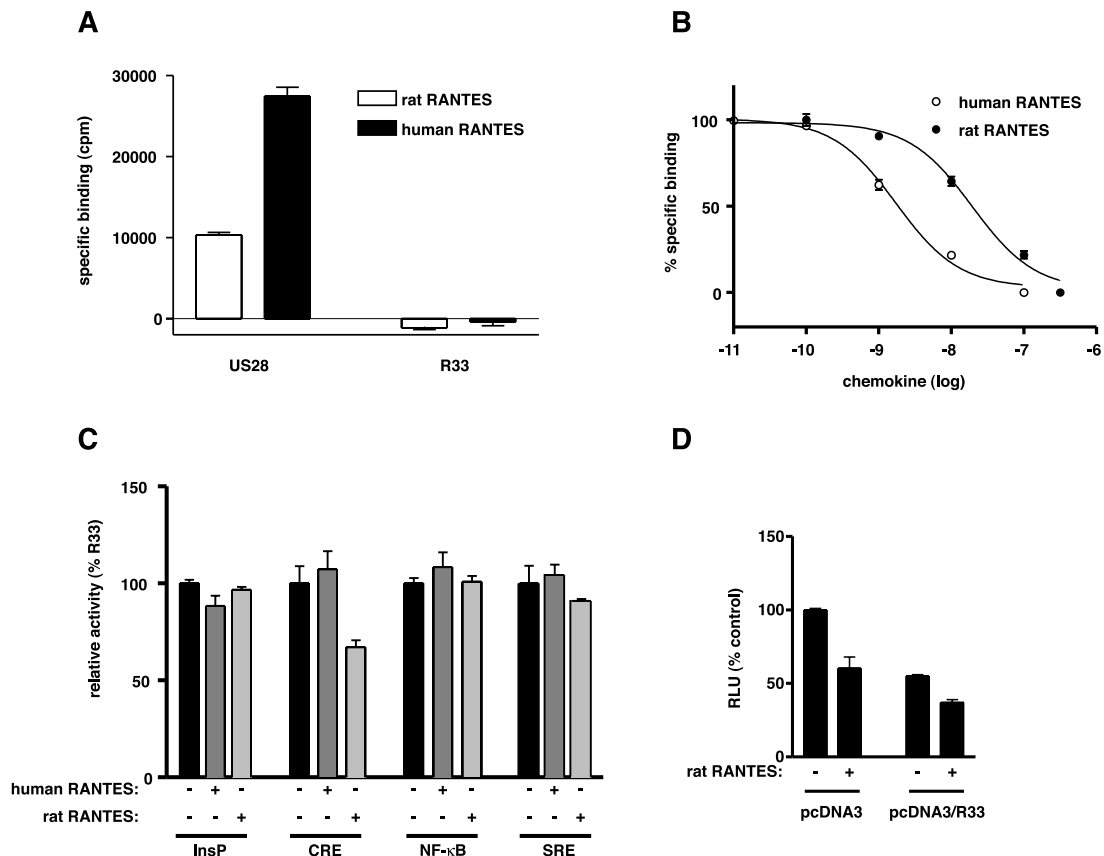 A
30000
20000
10000
0
specific binding (cpm)
rat RANTES
human RANTES
US28
R33
B
100
50
0
% specific binding
human RANTES
rat RANTES
-11
-10
-9
-8
-7
-6
chemokine (log)
C
150
100
50
0
relative activity (% R33)
human RANTES: - + - - + - - + - - + -
rat RANTES: - - + - - + - - + - - +
InsP
CRE
NF-κB
SRE
D
150
100
50
0
RLU (% control)
rat RANTES: - + - +
pcDNA3
pcDNA3/R33